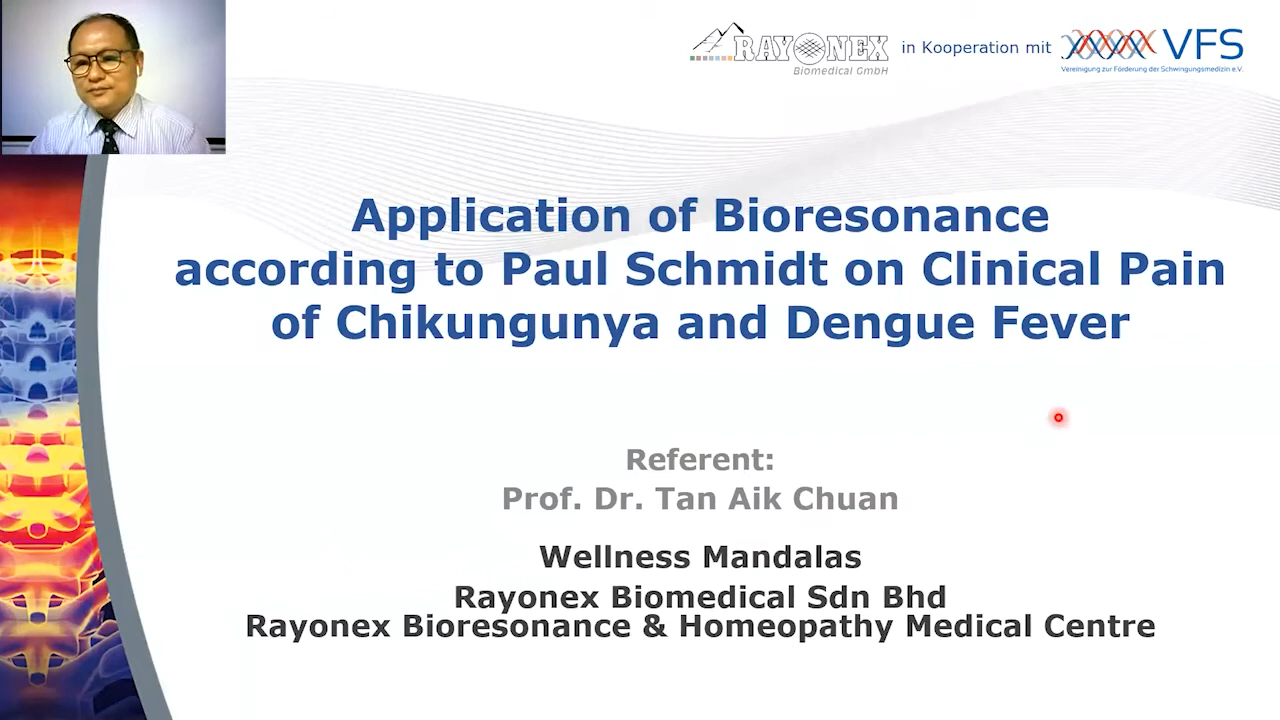 RAYONEX
Biomedical GmbH
in Kooperation mit
VFS
Vereinigung zur Förderung der Schwingungsmedizin e.V.
Application of Bioresonance
according to Paul Schmidt on Clinical Pain
of Chikungunya and Dengue Fever
Referent:
Prof. Dr. Tan Aik Chuan
Wellness Mandalas
Rayonex Biomedical Sdn Bhd
Rayonex Bioresonance & Homeopathy Medical Centre